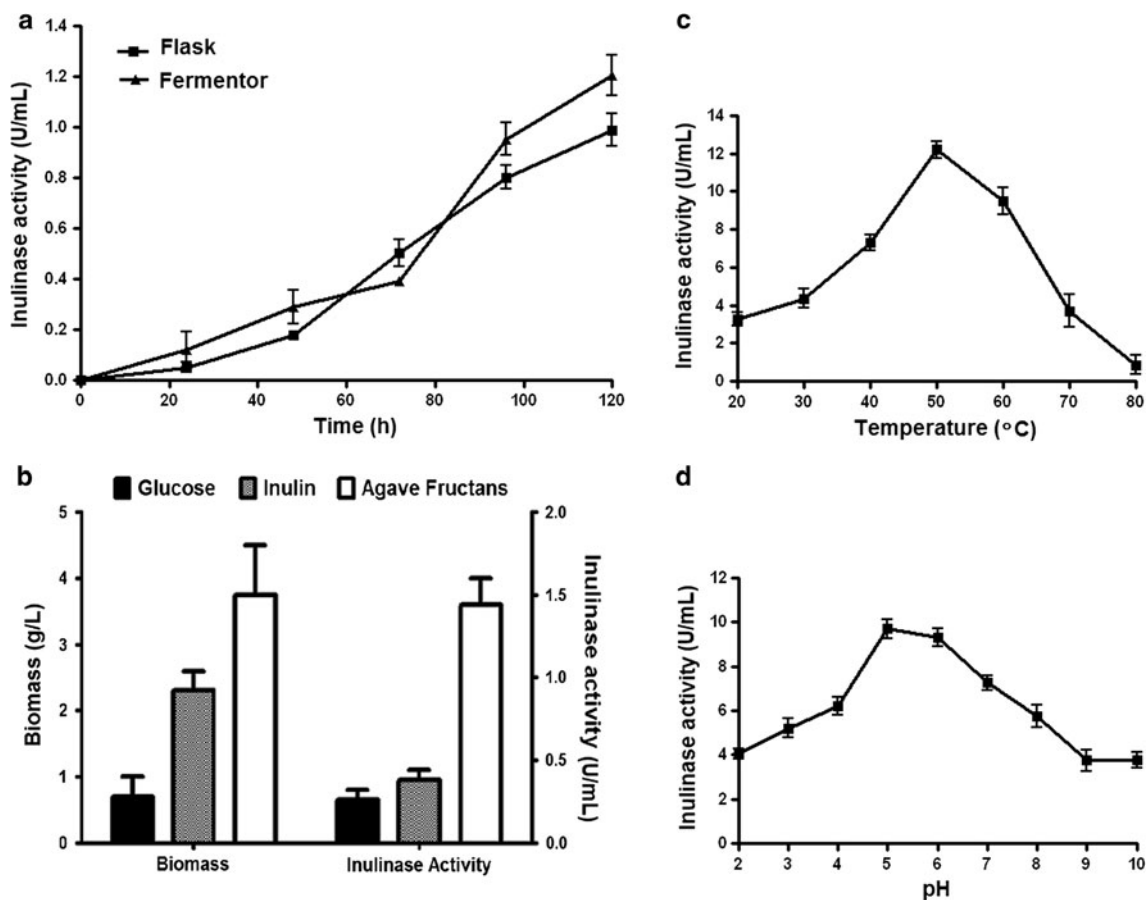 a
1.4
1.2
1.0
0.8
0.6
0.4
0.2
0.0
Inulinase activity (U/mL)
Flask
Fermentor
0 20 40 60 80 100 120
Time (h)
b
Glucose Inulin Agave Fructans
5
4
3
2
1
0
Biomass (g/L)
2.0
1.5
1.0
0.5
0.0
Inulinase activity (U/mL)
Biomass Inulinase Activity
c
14
12
10
8
6
4
2
0
Inulinase activity (U/mL)
20 30 40 50 60 70 80
Temperature (°C)
d
12
10
8
6
4
2
0
Inulinase activity (U/mL)
2 3 4 5 6 7 8 9 10
pH